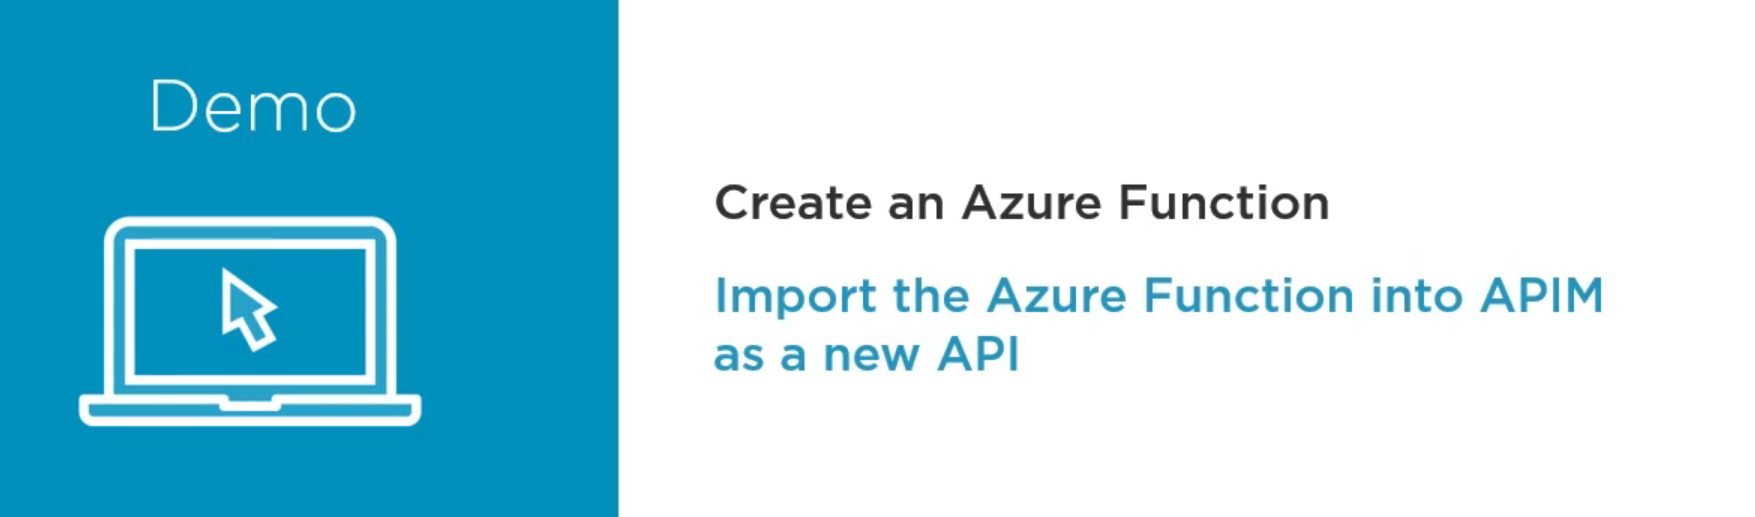 Demo
Create an Azure Function
Import the Azure Function into APIM
as a new API